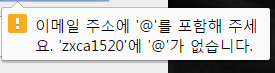 이메일 주소에 '@'를 포함해 주세
요. 'zxca1520'에 '@'가 없습니다.